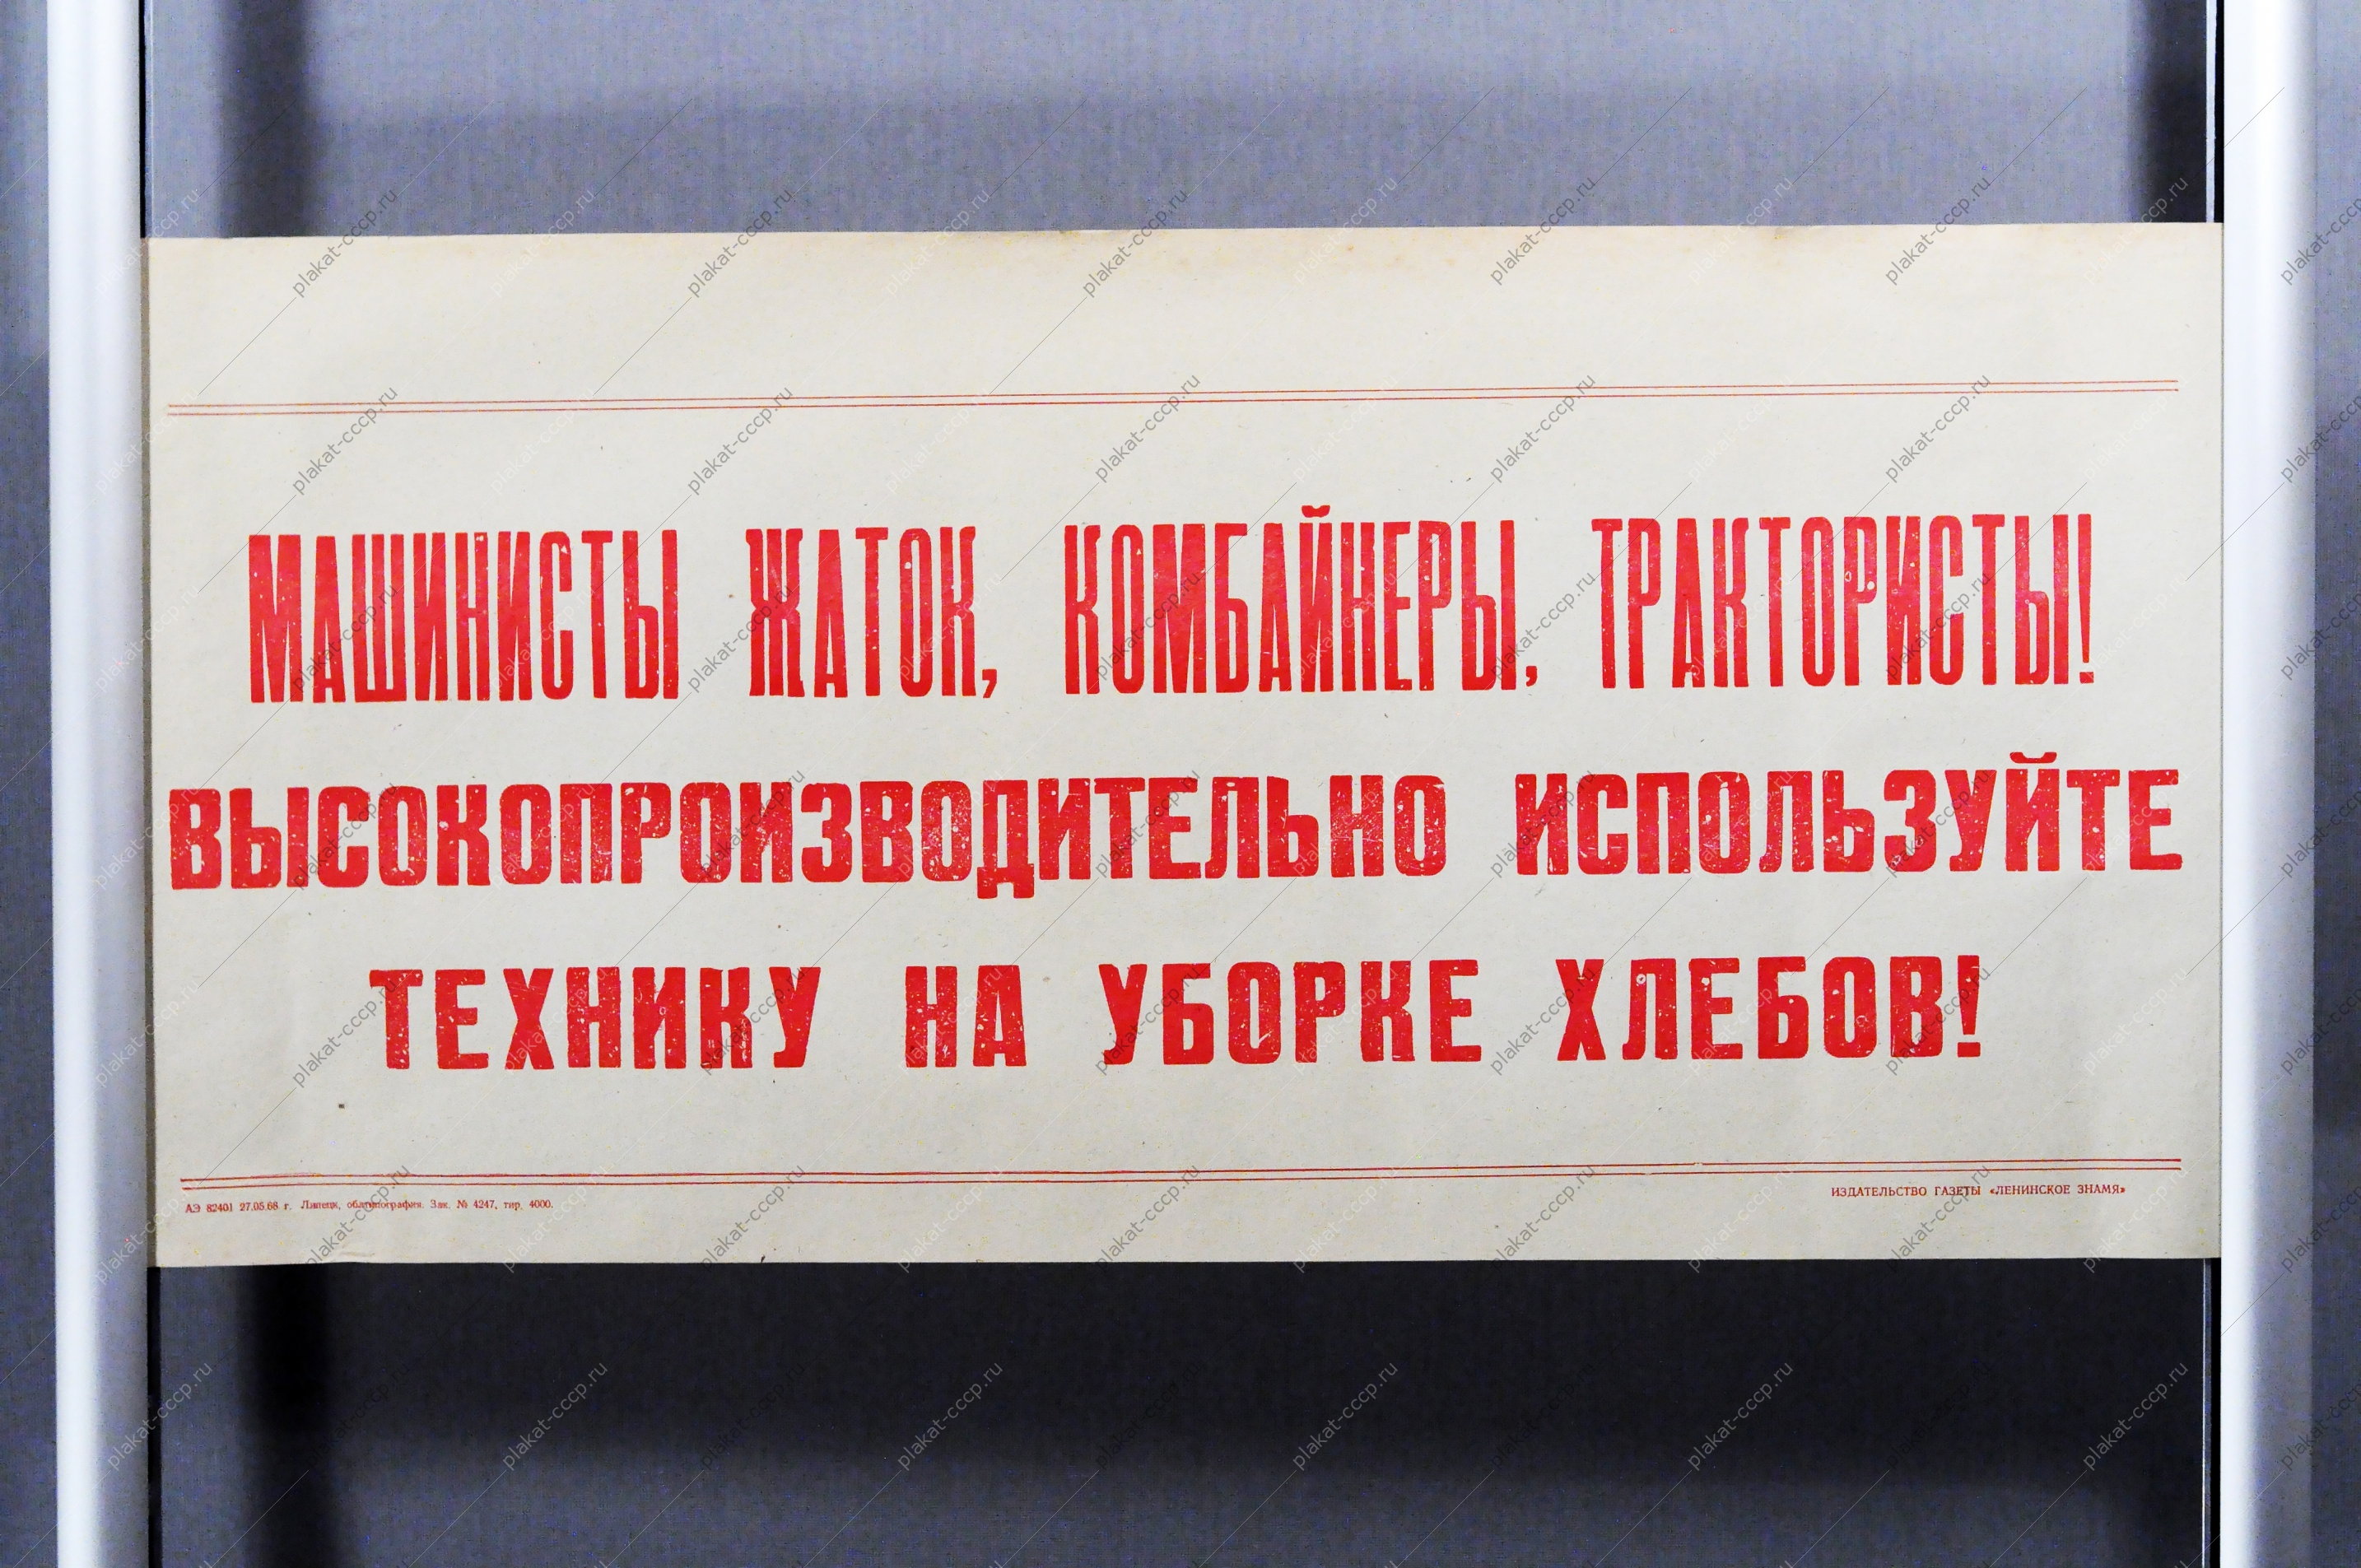 МАШИНИСТЫ ЖАТОК, КОМБАЙНЕРЫ, ТРАКТОРИСТЫ!
ВЫСОКОПРОИЗВОДИТЕЛЬНО ИСПОЛЬЗУЙТЕ
ТЕХНИКУ НА УБОРКЕ ХЛЕБОВ!
АЭ 82401 27.05.68 г. Липецк, облтипография. Зак. № 4247, тир. 4000.
ИЗДАТЕЛЬСТВО ГАЗЕТЫ «ЛЕНИНСКОЕ ЗНАМЯ»
plakat-cccp.ru